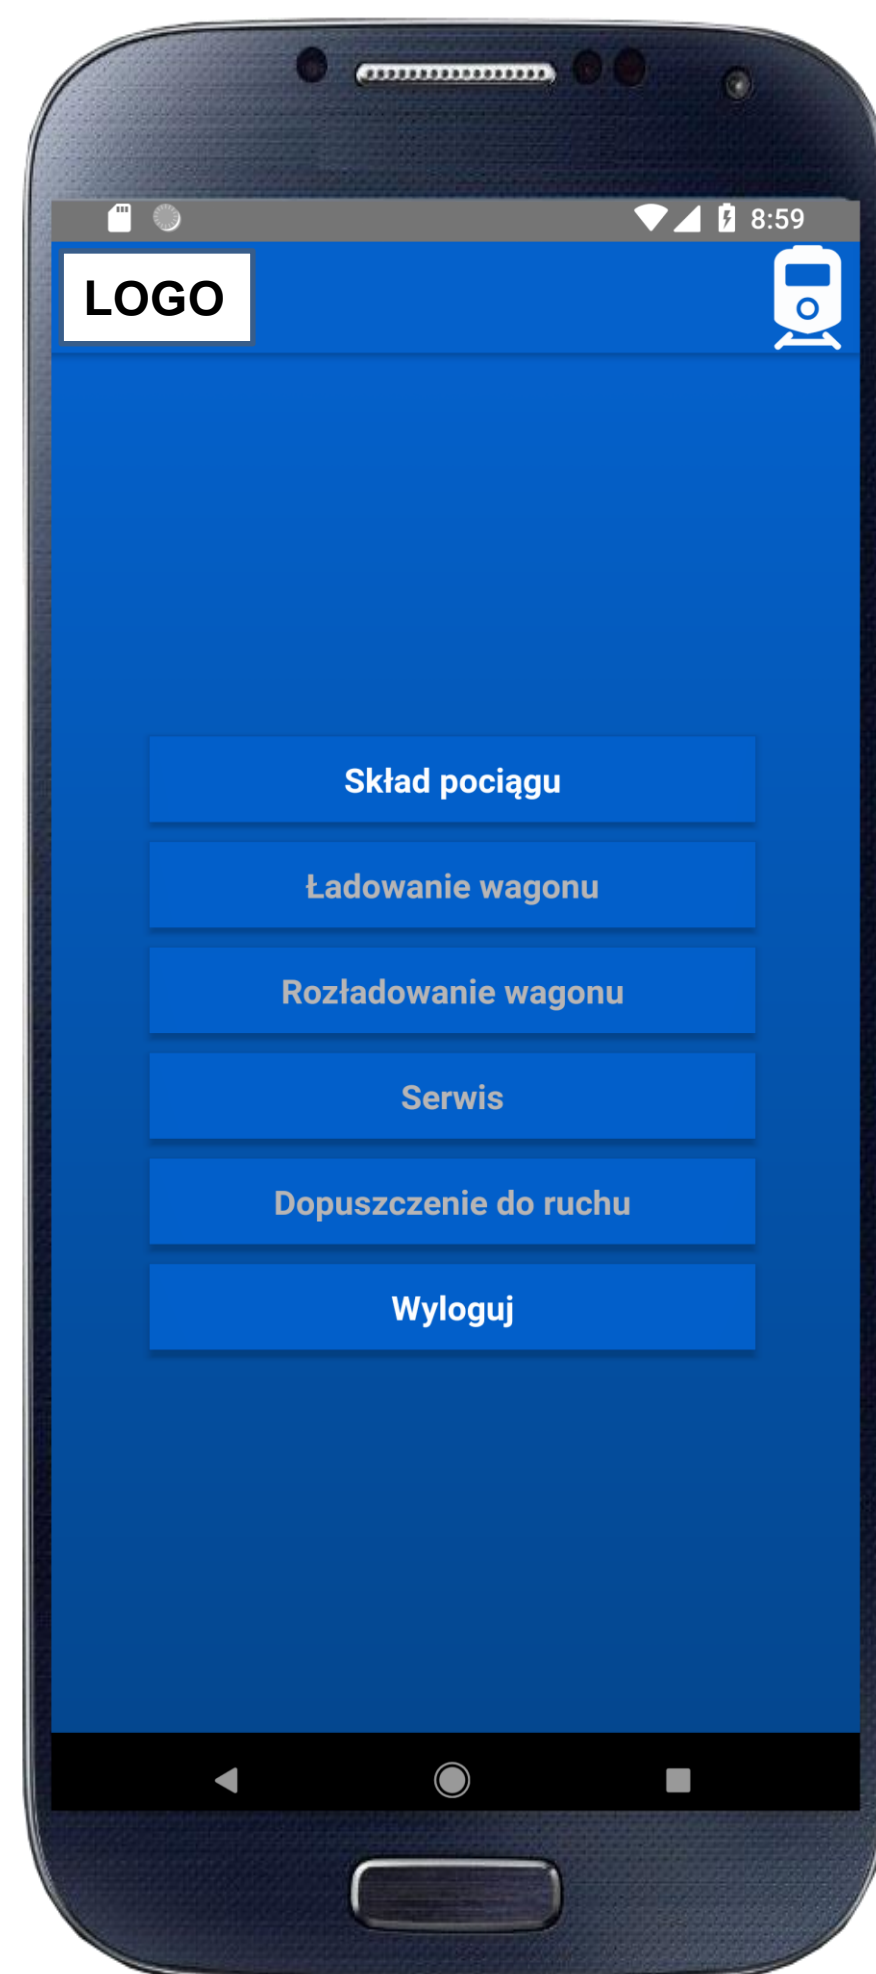 8:59
LOGO
Skład pociągu
Ładowanie wagonu
Rozładowanie wagonu
Serwis
Dopuszczenie do ruchu
Wyloguj